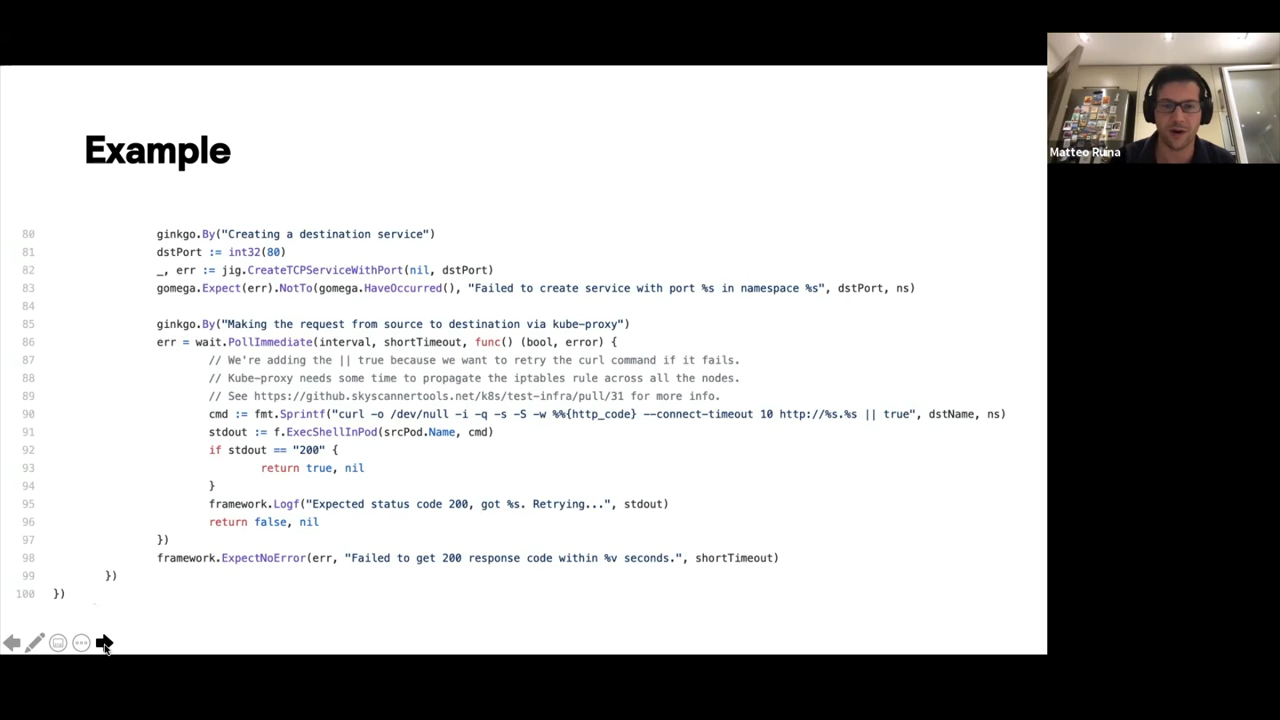 Example
80 ginkgo.By("Creating a destination service")
81 dstPort := int32(80)
82 _, err := jig.CreateTCPServiceWithPort(nil, dstPort)
83 gomega.Expect(err).NotTo(gomega.HaveOccurred(), "Failed to create service with port %s in namespace %s", dstPort, ns)
84
85 ginkgo.By("Making the request from source to destination via kube-proxy")
86 err = wait.PollImmediate(interval, shortTimeout, func() (bool, error) {
87 // We're adding the || true because we want to retry the curl command if it fails.
88 // Kube-proxy needs some time to propagate the iptables rule across all the nodes.
89 // See https://github.skyscannertools.net/k8s/test-infra/pull/31 for more info.
90 cmd := fmt.Sprintf("curl -o /dev/null -i -q -s -S -w %%{http_code} --connect-timeout 10 http://%s.%s || true", dstName, ns)
91 stdout := f.ExecShellInPod(srcPod.Name, cmd)
92 if stdout == "200" {
93 return true, nil
94 }
95 framework.Logf("Expected status code 200, got %s. Retrying...", stdout)
96 return false, nil
97 })
98 framework.ExpectNoError(err, "Failed to get 200 response code within %v seconds.", shortTimeout)
99 })
100 })
Matteo Ruina